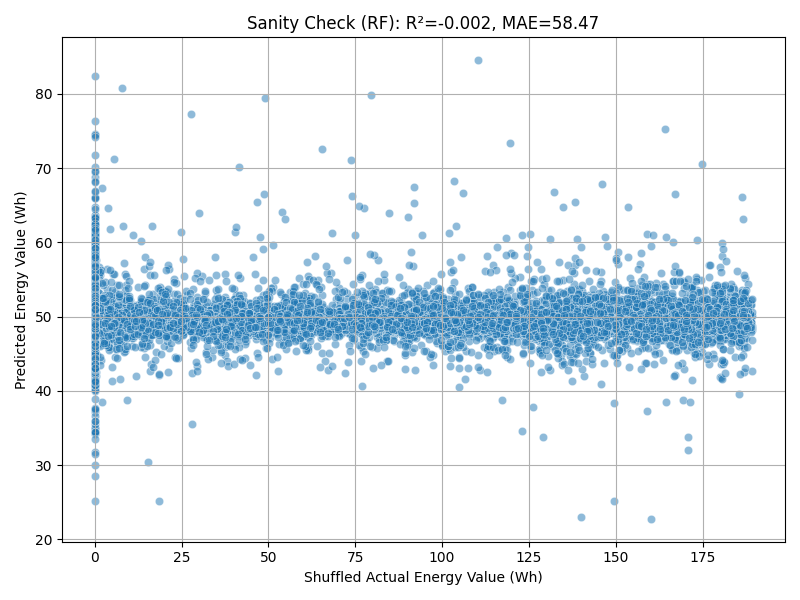 Sanity Check (RF): R²=-0.002, MAE=58.47
Predicted Energy Value (Wh)
80
70
60
50
40
30
20
0 25 50 75 100 125 150 175
Shuffled Actual Energy Value (Wh)